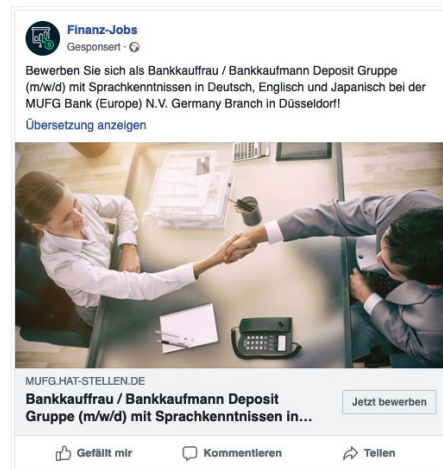 Finanz-Jobs
Gesponsert ·
Bewerben Sie sich als Bankkauffrau / Bankkaufmann Deposit Gruppe
(m/w/d) mit Sprachkenntnissen in Deutsch, Englisch und Japanisch bei der
MUFG Bank (Europe) N.V. Germany Branch in Düsseldorf!
Übersetzung anzeigen
MUFG.HAT-STELLEN.DE
Bankkauffrau / Bankkaufmann Deposit
Gruppe (m/w/d) mit Sprachkenntnissen in…
Jetzt bewerben
Gefällt mir
Kommentieren
Teilen